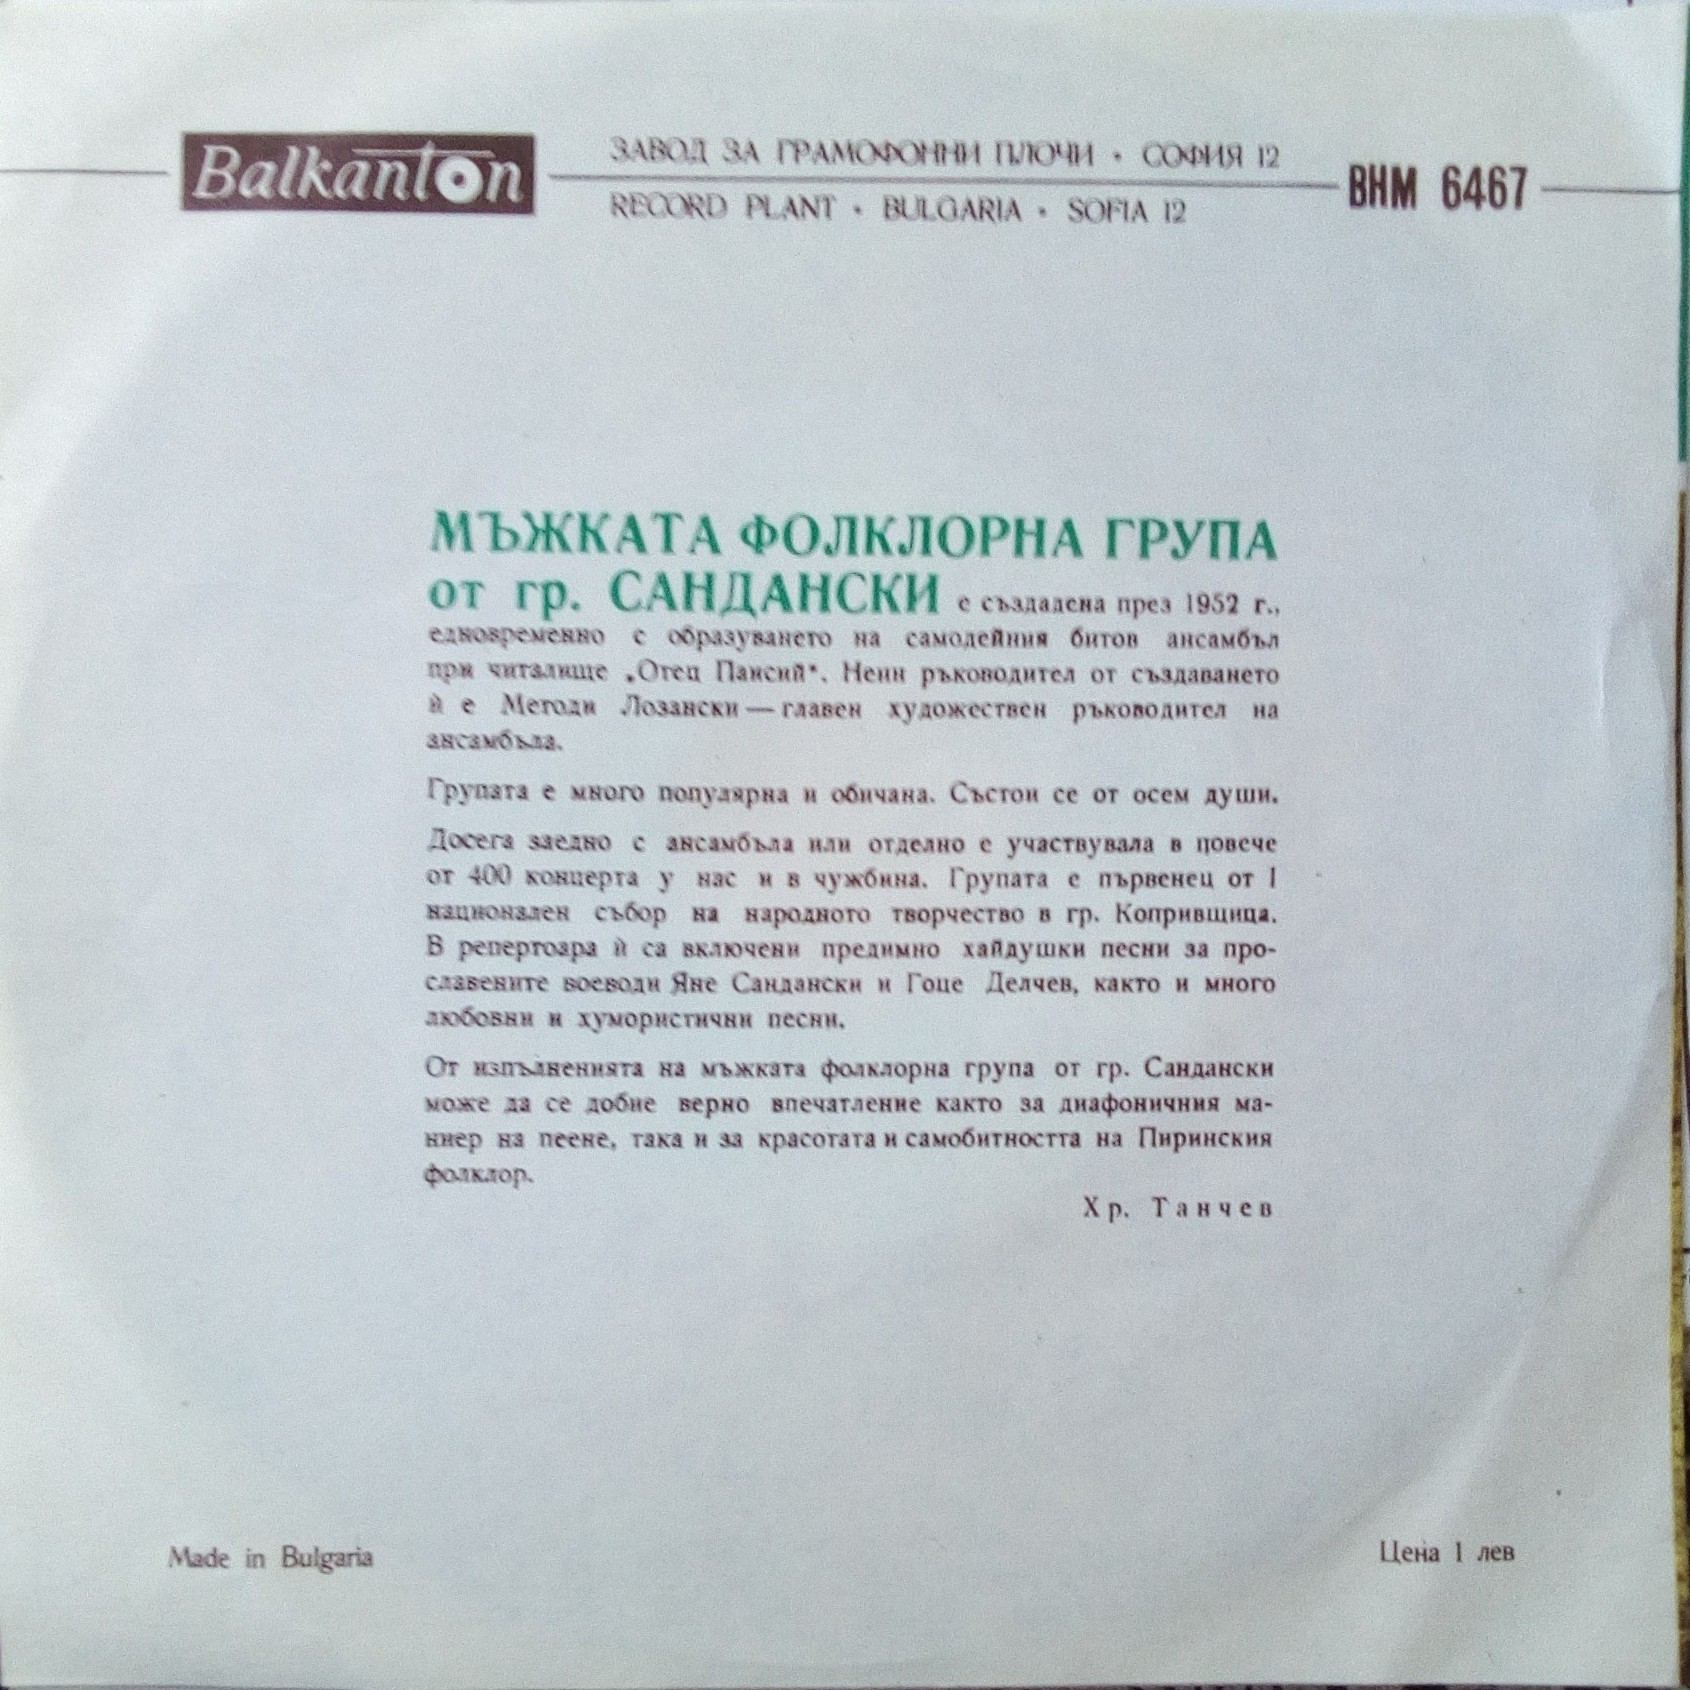 Balkanton
ЗАВОД ЗА ГРАМОФОННИ ПЛОЧИ • СОФИЯ 12
RECORD PLANT • BULGARIA • SOFIA 12
ВНМ 6467
МЪЖКАТА ФОЛКЛОРНА ГРУПА
от гр. САНДАНСКИ е създадена през 1952 г.,
едновременно с образуването на самодейния битов ансамбъл
при читалище „Отец Паисий“. Неин ръководител от създаването
ѝ е Методи Лозански — главен художествен ръководител на
ансамбъла.
Групата е много популярна и обичана. Състои се от осем души.
Досега заедно с ансамбъла или отделно е участвувала в повече
от 400 концерта у нас и в чужбина. Групата е първенец от I
национален събор на народното творчество в гр. Копривщица.
В репертоара ѝ са включени предимно хайдушки песни за про-
славените воеводи Яне Сандански и Гоце Делчев, както и много
любовни и хумористични песни.
От изпълненията на мъжката фолклорна група от гр. Сандански
може да се добие верно впечатление както за диафоничния ма-
ниер на пеене, така и за красотата и самобитността на Пиринския
фолклор.
Хр. Танчев
Made in Bulgaria
Цена 1 лев